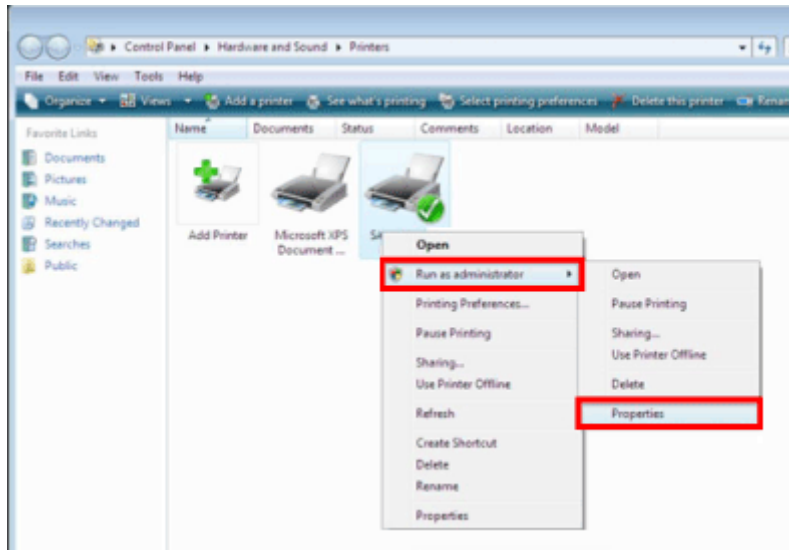 Control Panel ▸ Hardware and Sound ▸ Printers
File Edit View Tools Help
Organize Views Add a printer See what's printing Select printing preferences Delete this printer
Favorite Links
Documents
Pictures
Music
Recently Changed
Searches
Public
Name Documents Status Comments Location Model
Add Printer
Microsoft XPS
Document ...
Open
Run as administrator
Printing Preferences...
Pause Printing
Sharing...
Use Printer Offline
Refresh
Create Shortcut
Delete
Rename
Properties
Open
Pause Printing
Sharing...
Use Printer Offline
Delete
Properties